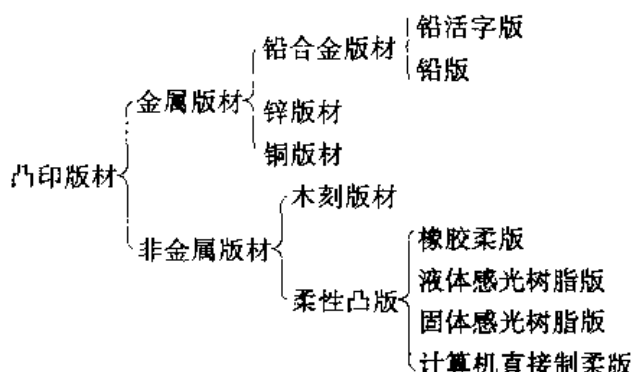 铅活字版
铅合金版材
铅版
金属版材
锌版材
铜版材
凸印版材
木刻版材
非金属版材
橡胶柔版
液体感光树脂版
柔性凸版
固体感光树脂版
计算机直接制柔版